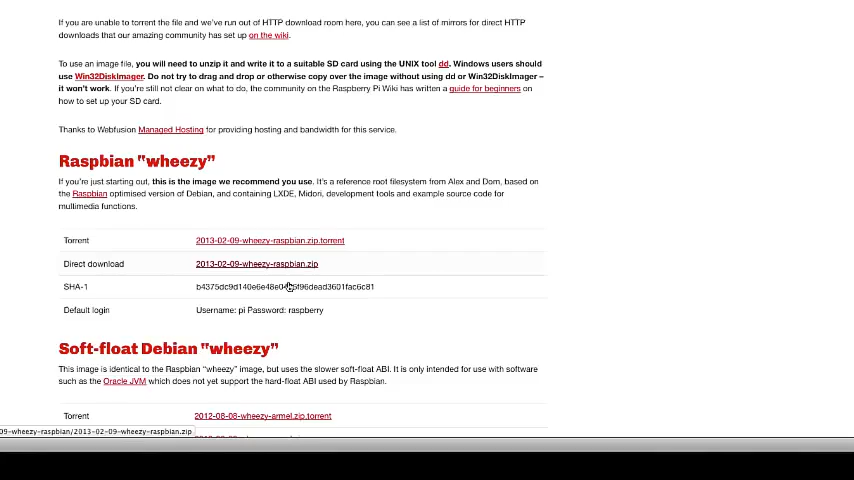 If you are unable to torrent the file and we've run out of HTTP download room here, you can see a list of mirrors for direct HTTP
downloads that our amazing community has set up on the wiki.
To use an image file, you will need to unzip it and write it to a suitable SD card using the UNIX tool dd. Windows users should
use Win32DiskImager. Do not try to drag and drop or otherwise copy over the image without using dd or Win32DiskImager –
it won't work. If you're still not clear on what to do, the community on the Raspberry Pi Wiki has written a guide for beginners on
how to set up your SD card.
Thanks to Webfusion Managed Hosting for providing hosting and bandwidth for this service.
Raspbian "wheezy"
If you're just starting out, this is the image we recommend you use. It's a reference root filesystem from Alex and Dom, based on
the Raspbian optimised version of Debian, and containing LXDE, Midori, development tools and example source code for
multimedia functions.
Torrent 2013-02-09-wheezy-raspbian.zip.torrent
Direct download 2013-02-09-wheezy-raspbian.zip
SHA-1
Default login Username: pi Password: raspberry
Soft-float Debian "wheezy"
This image is identical to the Raspbian "wheezy" image, but uses the slower soft-float ABI. It is only intended for use with software
such as the Oracle JVM which does not yet support the hard-float ABI used by Raspbian.
Torrent 2012-08-08-wheezy-armel.zip.torrent
09-wheezy-raspbian/2013-02-09-wheezy-raspbian.zip